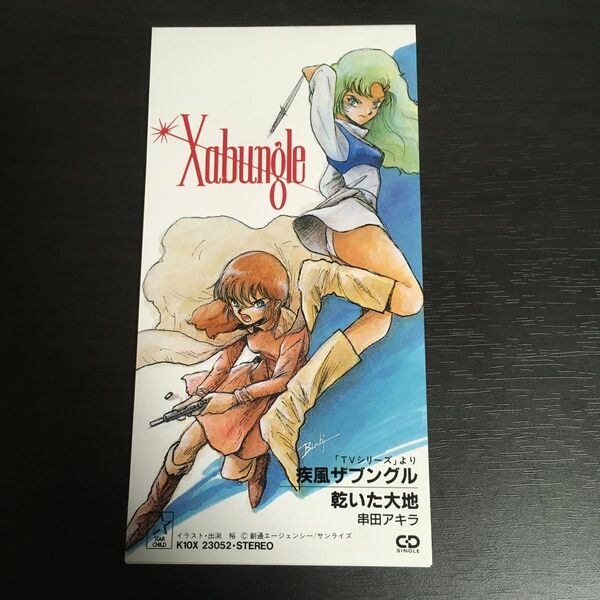 Xabungle
「TVシリーズ」より
疾風ザブングル
乾いた大地
串田アキラ
イラスト・出渕 裕 Ⓒ創通エージェンシー/サンライズ
K10X 23052・STEREO
STAR
CHILD
CD
SINGLE